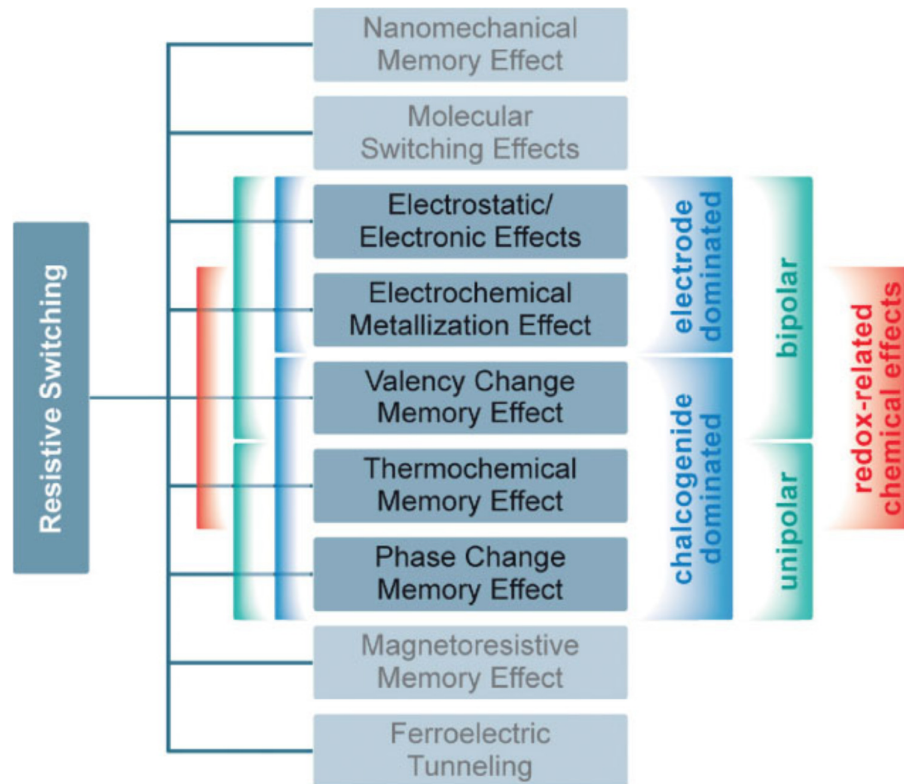 Resistive Switching
Nanomechanical
Memory Effect
Molecular
Switching Effects
Electrostatic/
Electronic Effects
Electrochemical
Metallization Effect
Valency Change
Memory Effect
Thermochemical
Memory Effect
Phase Change
Memory Effect
Magnetoresistive
Memory Effect
Ferroelectric
Tunneling
electrode
dominated
chalcogenide
dominated
bipolar
unipolar
redox-related
chemical effects